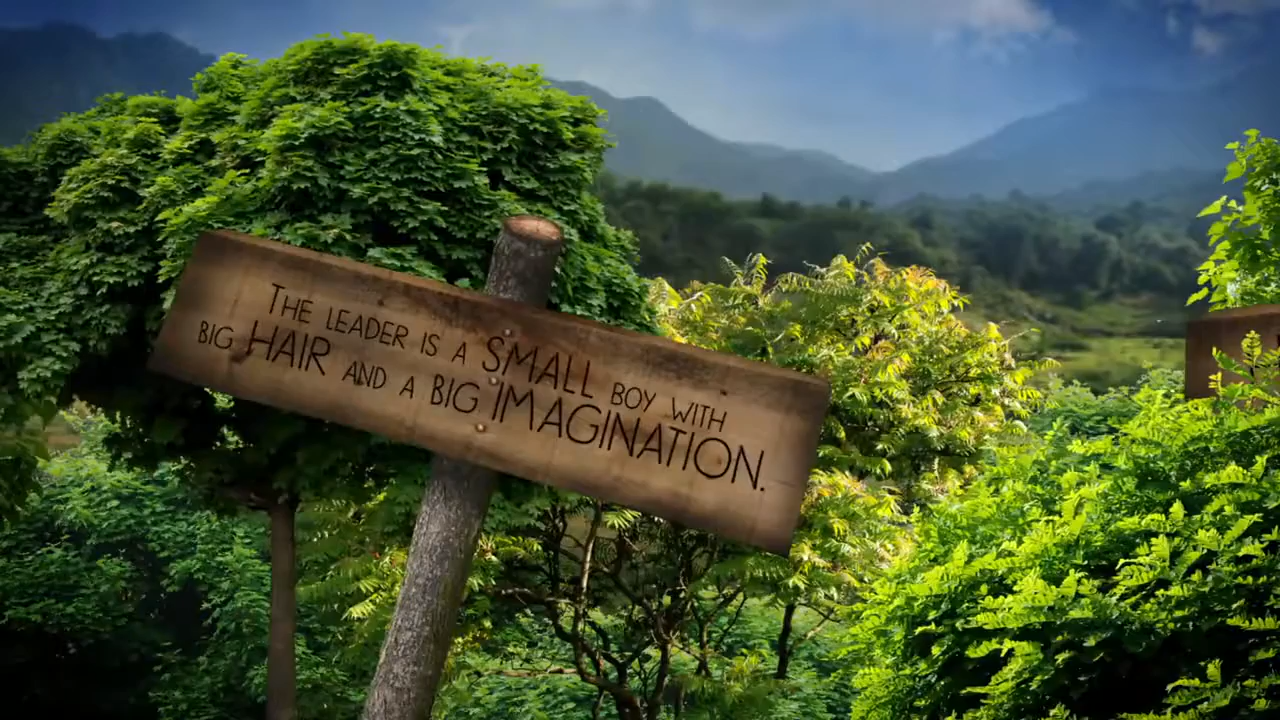 The leader is a SMALL boy with
big HAIR and a BIG IMAGINATION.